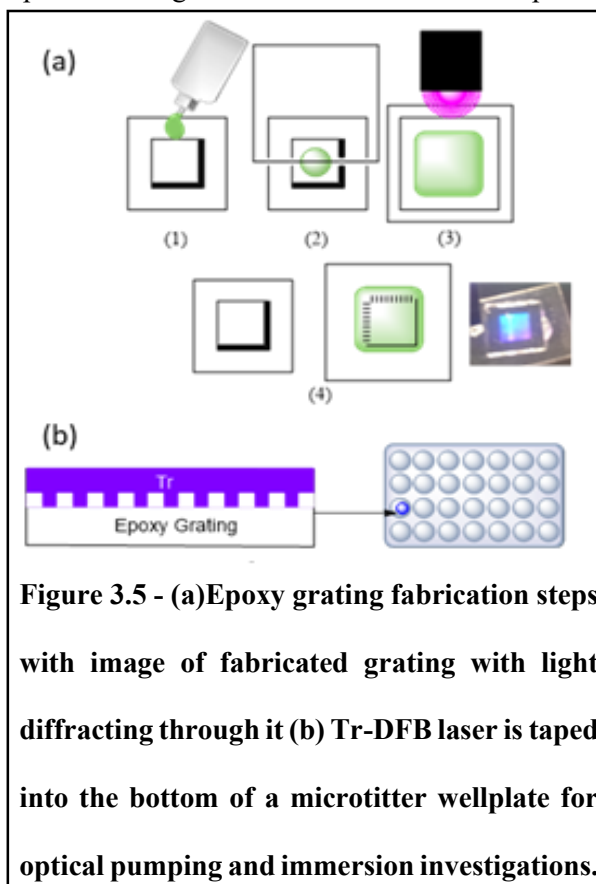 (a)
(1) (2) (3)
(4)
(b)
Tr
Epoxy Grating
Figure 3.5 - (a)Epoxy grating fabrication steps
with image of fabricated grating with light
diffracting through it (b) Tr-DFB laser is taped
into the bottom of a microtitter wellplate for
optical pumping and immersion investigations.